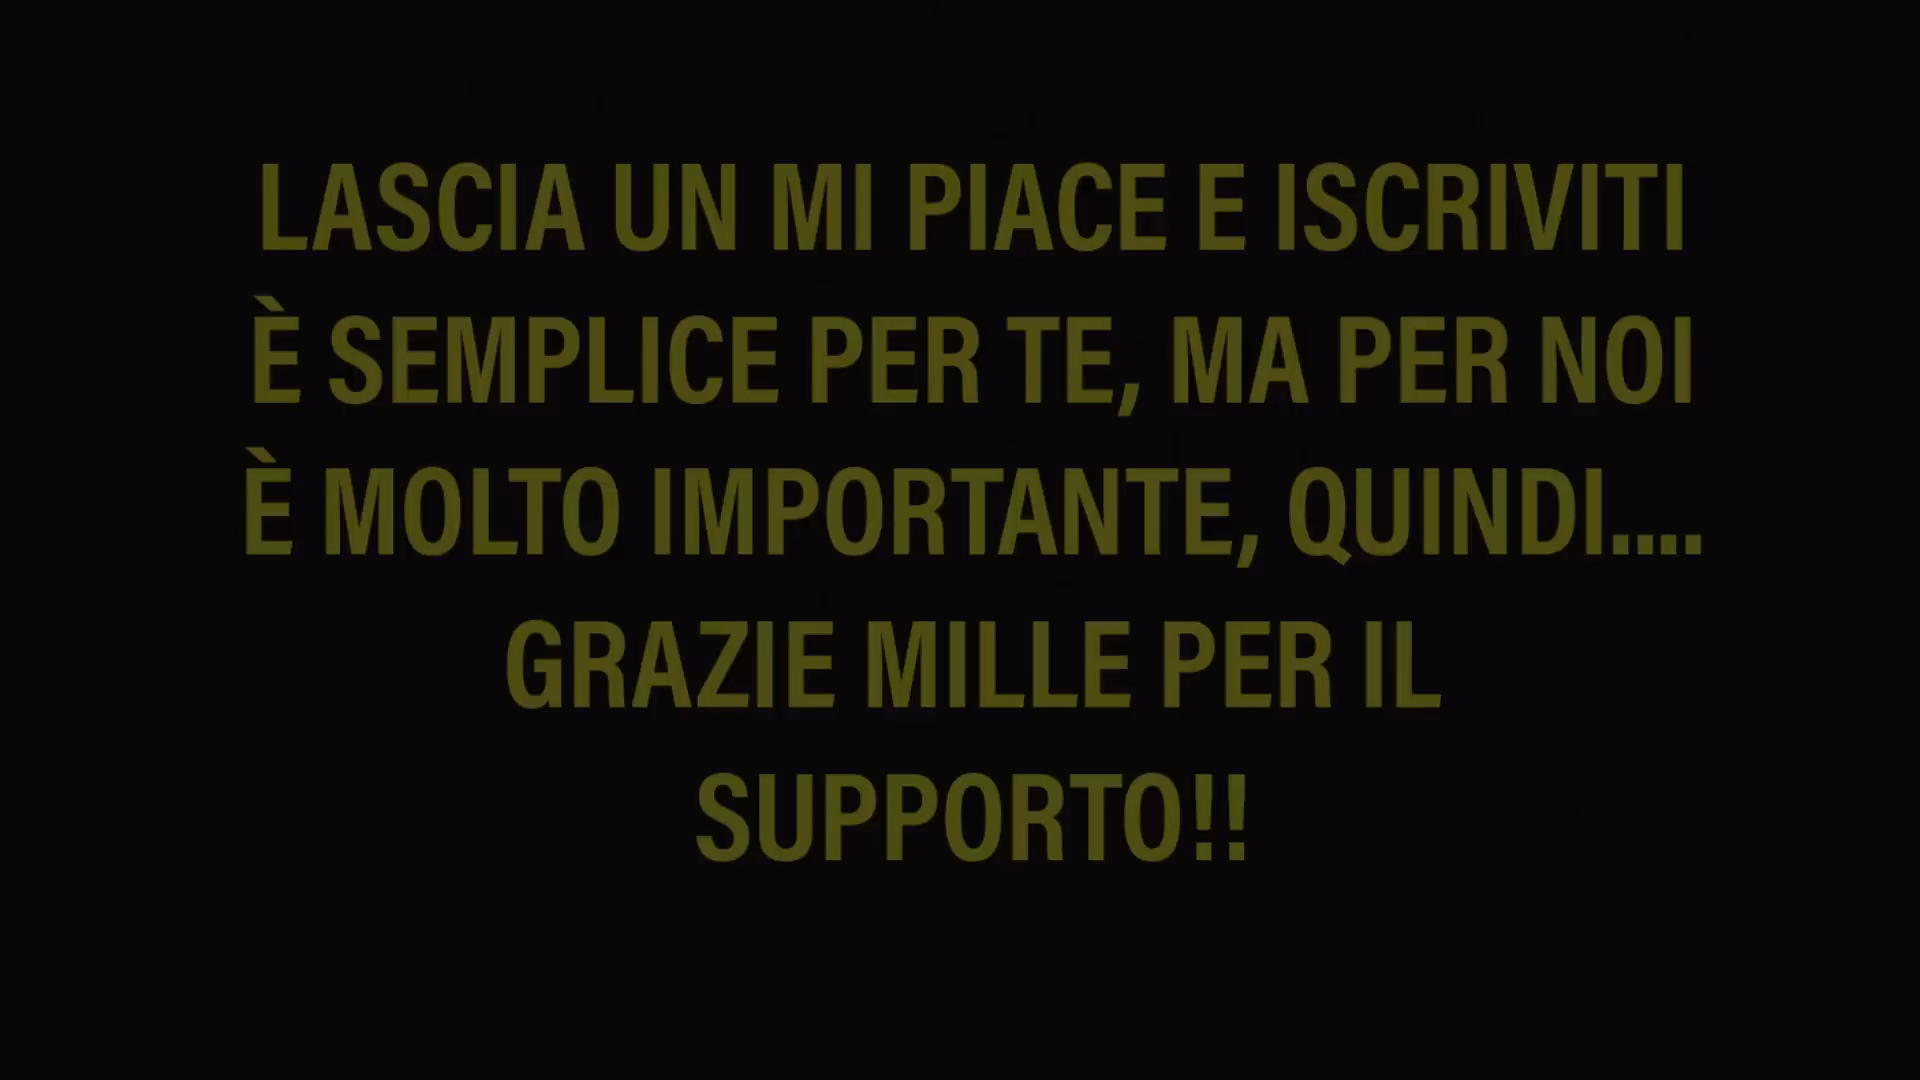 LASCIA UN MI PIACE E ISCRIVITI
È SEMPLICE PER TE, MA PER NOI
È MOLTO IMPORTANTE, QUINDI....
GRAZIE MILLE PER IL
SUPPORTO!!